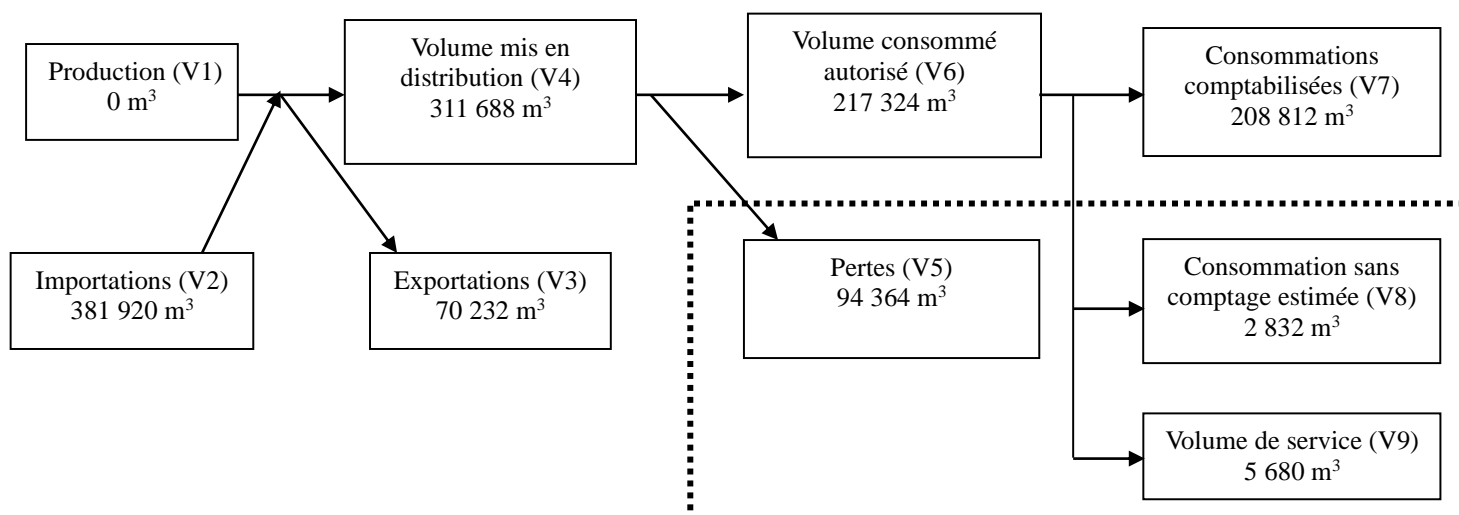 Production (V1)
0 m³
Volume mis en
distribution (V4)
311 688 m³
Volume consommé
autorisé (V6)
217 324 m³
Consommations
comptabilisées (V7)
208 812 m³
Importations (V2)
381 920 m³
Exportations (V3)
70 232 m³
Pertes (V5)
94 364 m³
Consommation sans
comptage estimée (V8)
2 832 m³
Volume de service (V9)
5 680 m³